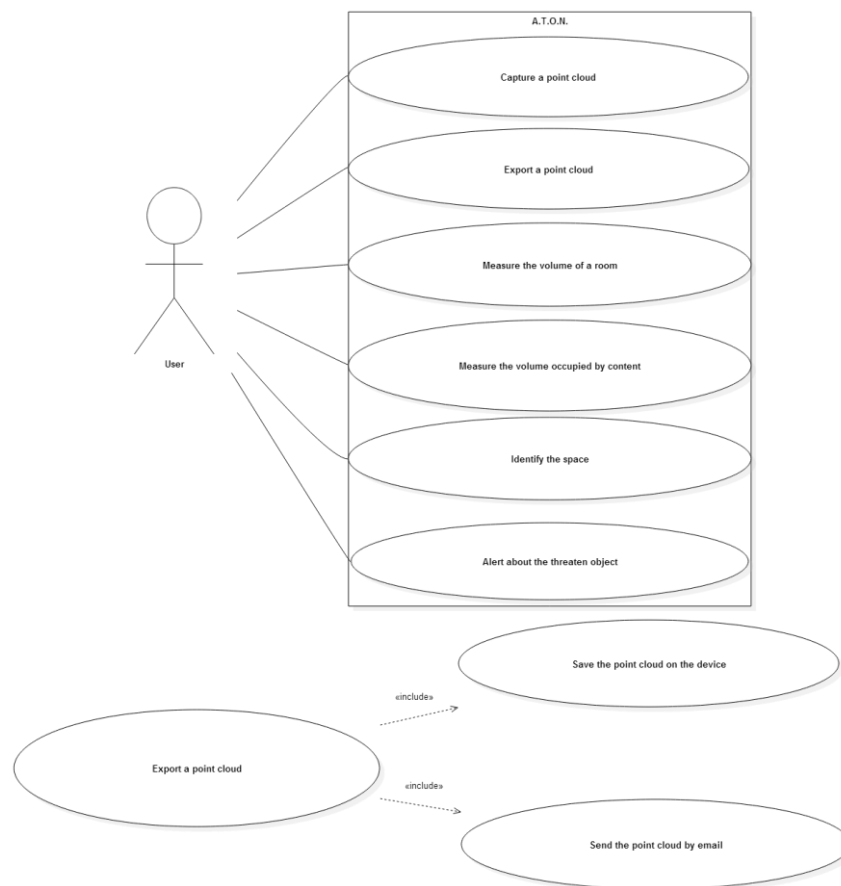 A.T.O.N.
Capture a point cloud
Export a point cloud
Measure the volume of a room
User
Measure the volume occupied by content
Identify the space
Alert about the threaten object
Save the point cloud on the device
«include»
Export a point cloud
«include»
Send the point cloud by email